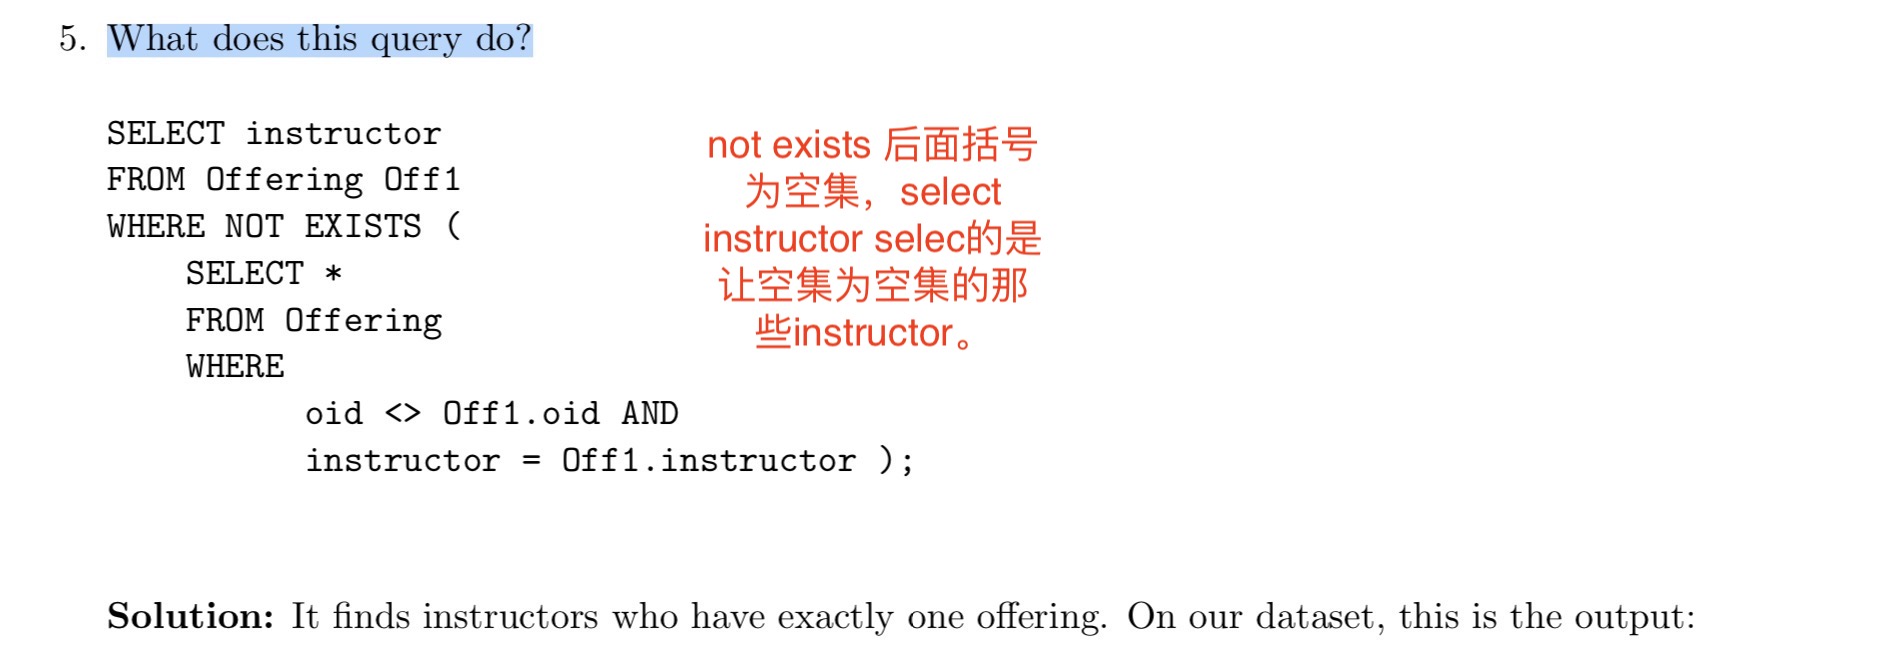 5. What does this query do?
SELECT instructor
FROM Offering Off1
WHERE NOT EXISTS (
SELECT *
FROM Offering
WHERE
oid <> Off1.oid AND
instructor = Off1.instructor );
not exists 后面括号
为空集，select
instructor selec的是
让空集为空集的那
些instructor。
Solution: It finds instructors who have exactly one offering. On our dataset, this is the output: